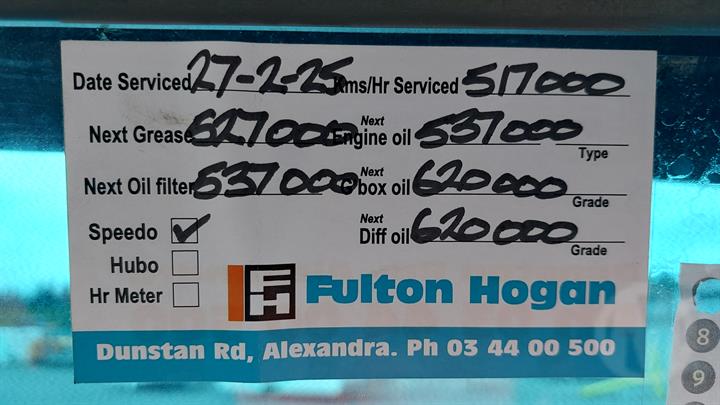 Date Serviced 27-2-25 Kms/Hr Serviced 517000
Next Grease 527000 Next Engine oil 537000
Type
Next Oil filter 537000 Next Gbox oil 620000
Grade
Speedo ✓ Next Diff oil 620000
Grade
Hubo
Hr Meter
FH Fulton Hogan
Dunstan Rd, Alexandra. Ph 03 44 00 500
8
9